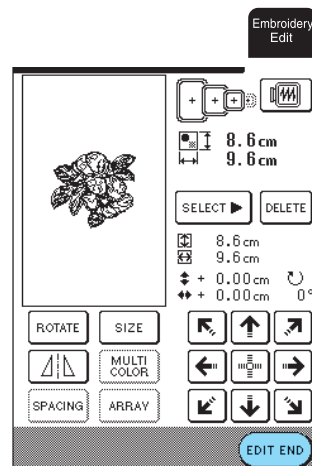 Embroidery
Edit
8.6cm
9.6cm
SELECT ▶
DELETE
8.6cm
9.6cm
+ 0.00cm
+ 0.00cm 0°
ROTATE
SIZE
MULTI
COLOR
SPACING
ARRAY
EDIT END